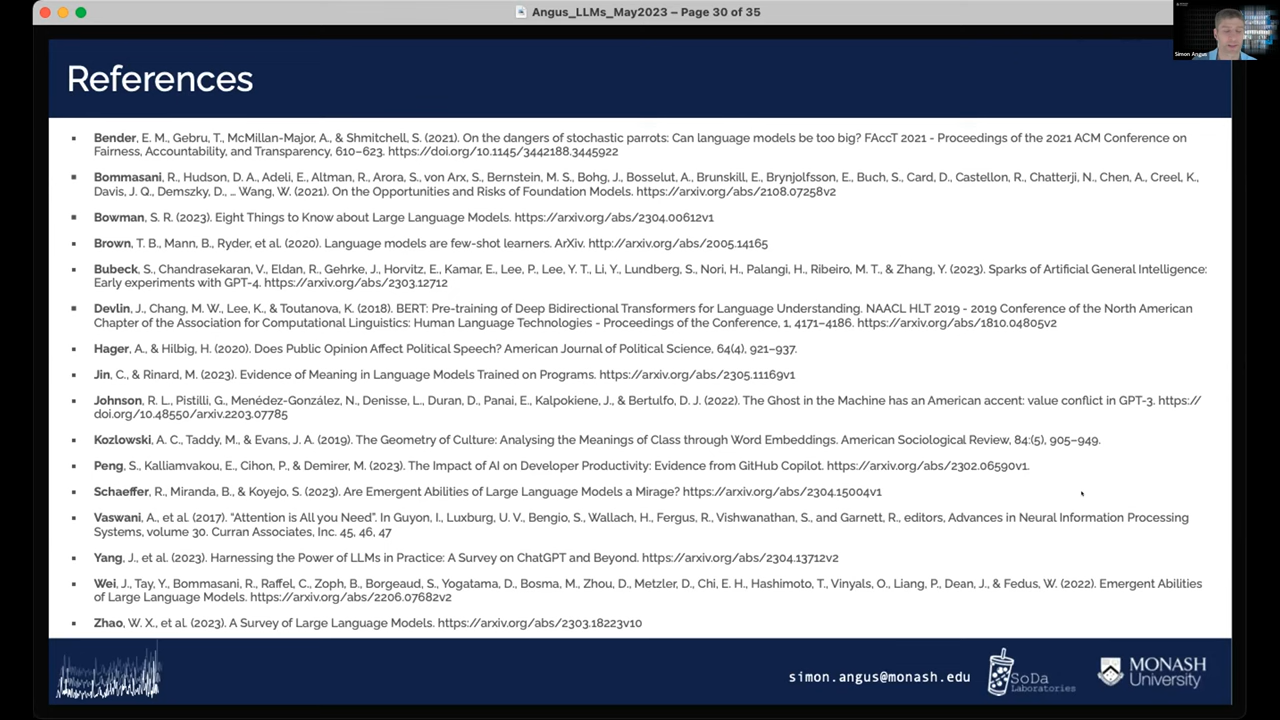 Angus_LLMs_May2023 – Page 30 of 35
Simon Angus
References
Bender, E. M., Gebru, T., McMillan-Major, A., & Shmitchell, S. (2021). On the dangers of stochastic parrots: Can language models be too big? FAccT 2021 - Proceedings of the 2021 ACM Conference on
Fairness, Accountability, and Transparency, 610–623. https://doi.org/10.1145/3442188.3445922
Bommasani, R., Hudson, D. A., Adeli, E., Altman, R., Arora, S., von Arx, S., Bernstein, M. S., Bohg, J., Bosselut, A., Brunskill, E., Brynjolfsson, E., Buch, S., Card, D., Castellon, R., Chatterji, N., Chen, A., Creel, K.,
Davis, J. Q., Demszky, D., … Wang, W. (2021). On the Opportunities and Risks of Foundation Models. https://arxiv.org/abs/2108.07258v2
Bowman, S. R. (2023). Eight Things to Know about Large Language Models. https://arxiv.org/abs/2304.00612v1
Brown, T. B., Mann, B., Ryder, et al. (2020). Language models are few-shot learners. ArXiv. http://arxiv.org/abs/2005.14165
Bubeck, S., Chandrasekaran, V., Eldan, R., Gehrke, J., Horvitz, E., Kamar, E., Lee, P., Lee, Y. T., Li, Y., Lundberg, S., Nori, H., Palangi, H., Ribeiro, M. T., & Zhang, Y. (2023). Sparks of Artificial General Intelligence:
Early experiments with GPT-4. https://arxiv.org/abs/2303.12712
Devlin, J., Chang, M. W., Lee, K., & Toutanova, K. (2018). BERT: Pre-training of Deep Bidirectional Transformers for Language Understanding. NAACL HLT 2019 - 2019 Conference of the North American
Chapter of the Association for Computational Linguistics: Human Language Technologies - Proceedings of the Conference, 1, 4171–4186. https://arxiv.org/abs/1810.04805v2
Hager, A., & Hilbig, H. (2020). Does Public Opinion Affect Political Speech? American Journal of Political Science, 64(4), 921–937.
Jin, C., & Rinard, M. (2023). Evidence of Meaning in Language Models Trained on Programs. https://arxiv.org/abs/2305.11169v1
Johnson, R. L., Pistilli, G., Menédez-González, N., Denisse, L., Duran, D., Panai, E., Kalpokiene, J., & Bertulfo, D. J. (2022). The Ghost in the Machine has an American accent: value conflict in GPT-3. https://
doi.org/10.48550/arxiv.2203.07785
Kozlowski, A. C., Taddy, M., & Evans, J. A. (2019). The Geometry of Culture: Analysing the Meanings of Class through Word Embeddings. American Sociological Review, 84:(5), 905–949.
Peng, S., Kalliamvakou, E., Cihon, P., & Demirer, M. (2023). The Impact of AI on Developer Productivity: Evidence from GitHub Copilot. https://arxiv.org/abs/2302.06590v1.
Schaeffer, R., Miranda, B., & Koyejo, S. (2023). Are Emergent Abilities of Large Language Models a Mirage? https://arxiv.org/abs/2304.15004v1
Vaswani, A., et al. (2017). “Attention is All you Need”. In Guyon, I., Luxburg, U. V., Bengio, S., Wallach, H., Fergus, R., Vishwanathan, S., and Garnett, R., editors, Advances in Neural Information Processing
Systems, volume 30. Curran Associates, Inc. 45, 46, 47
Yang, J., et al. (2023). Harnessing the Power of LLMs in Practice: A Survey on ChatGPT and Beyond. https://arxiv.org/abs/2304.13712v2
Wei, J., Tay, Y., Bommasani, R., Raffel, C., Zoph, B., Borgeaud, S., Yogatama, D., Bosma, M., Zhou, D., Metzler, D., Chi, E. H., Hashimoto, T., Vinyals, O., Liang, P., Dean, J., & Fedus, W. (2022). Emergent Abilities
of Large Language Models. https://arxiv.org/abs/2206.07682v2
Zhao, W. X., et al. (2023). A Survey of Large Language Models. https://arxiv.org/abs/2303.18223v10
simon.angus@monash.edu
SoDa
Laboratories
MONASH
University